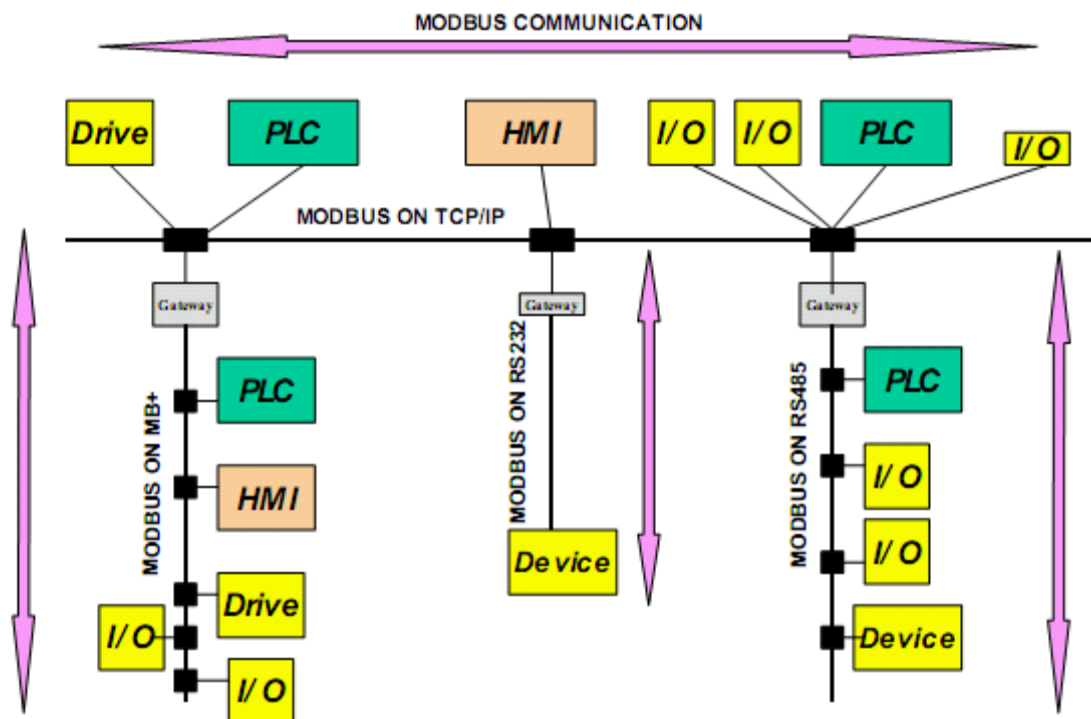 MODBUS COMMUNICATION
Drive
PLC
HMI
I/O
I/O
PLC
I/O
MODBUS ON TCP/IP
Gateway
Gateway
Gateway
MODBUS ON MB+
PLC
HMI
Drive
I/O
I/O
MODBUS ON RS232
Device
MODBUS ON RS485
PLC
I/O
I/O
Device